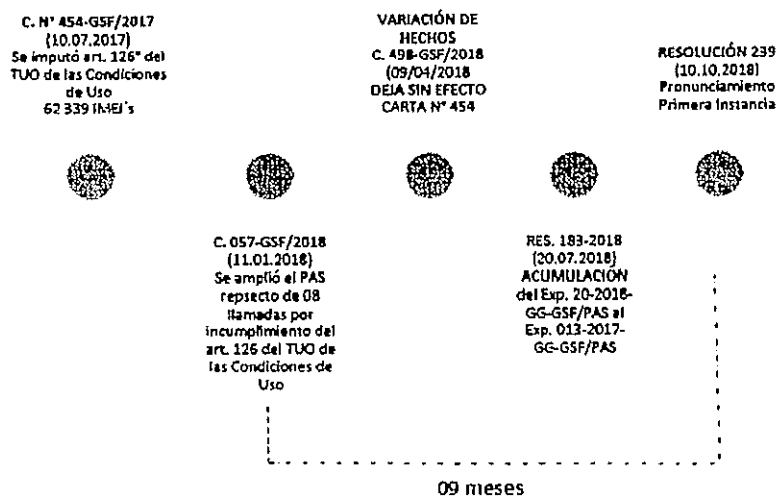 C. N° 454-GSF/2017
(10.07.2017)
Se imputó art. 126° del
TUO de las Condiciones
de Uso
62 339 IMEI's
VARIACIÓN DE
HECHOS
C. 498-GSF/2018
(09/04/2018
DEJA SIN EFECTO
CARTA N° 454
RESOLUCIÓN 239
(10.10.2018)
Pronunciamiento
Primera Instancia
C. 057-GSF/2018
(11.01.2018)
Se amplió el PAS
repsecto de 08
llamadas por
incumplimiento del
art. 126 del TUO de
las Condiciones de
Uso
RES. 183-2018
(20.07.2018)
ACUMULACIÓN
del Exp. 20-2018-
GG-GSF/PAS al
Exp. 013-2017-
GG-GSF/PAS
09 meses